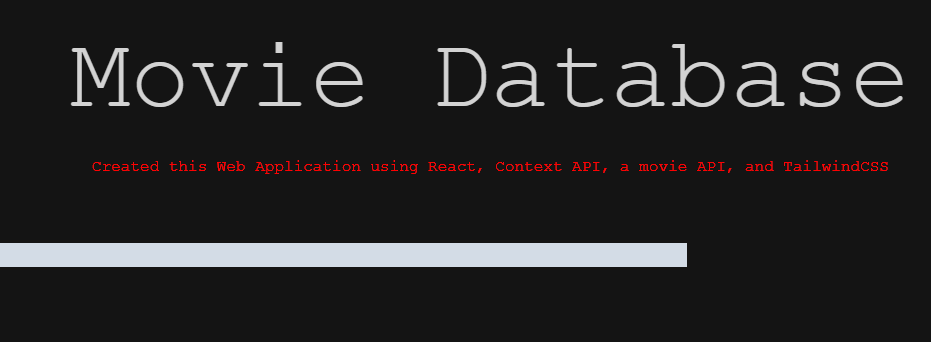 Movie Database
Created this Web Application using React, Context API, a movie API, and TailwindCSS